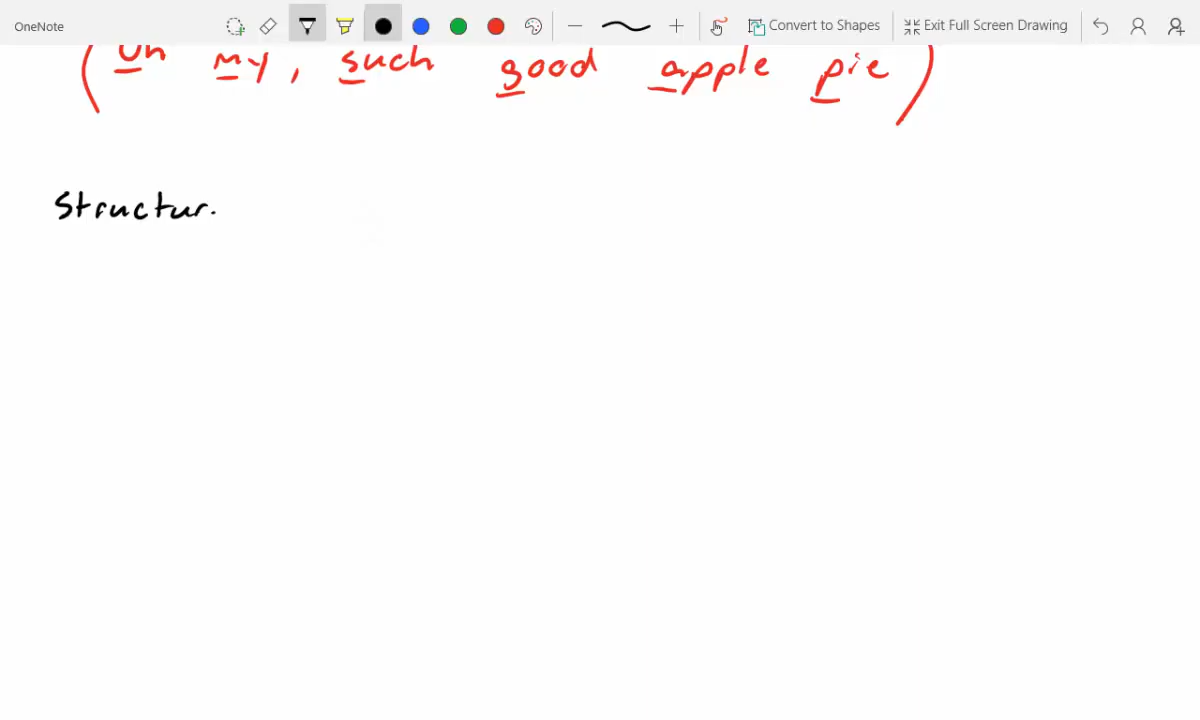 OneNote
Convert to Shapes
Exit Full Screen Drawing
(Oh my, such good apple pie)
Structur.